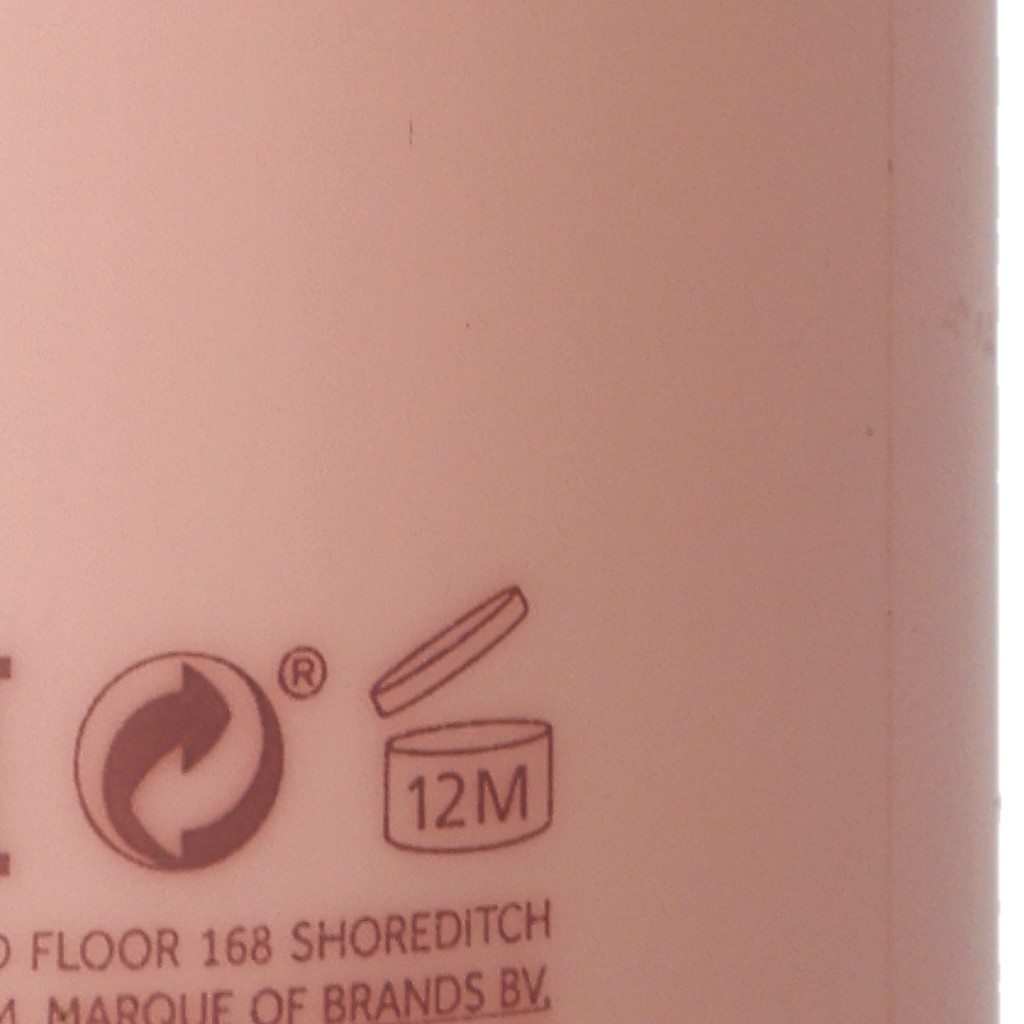 ®
12M
FLOOR 168 SHOREDITCH
MARQUE OF BRANDS BV,